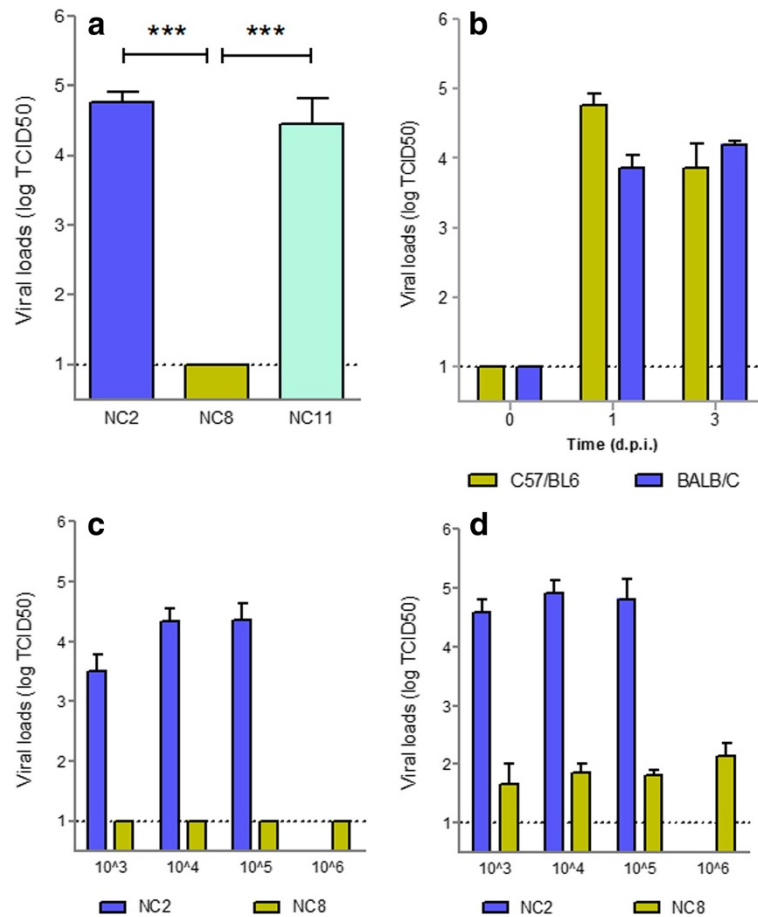 a
*** ***
Viral loads (log TCID50)
6
5
4
3
2
1
NC2 NC8 NC11
b
Viral loads (log TCID50)
6
5
4
3
2
1
0 1 3
Time (d.p.i.)
C57/BL6 BALB/C
c
Viral loads (log TCID50)
6
5
4
3
2
1
10^3 10^4 10^5 10^6
NC2 NC8
d
Viral loads (log TCID50)
6
5
4
3
2
1
10^3 10^4 10^5 10^6
NC2 NC8